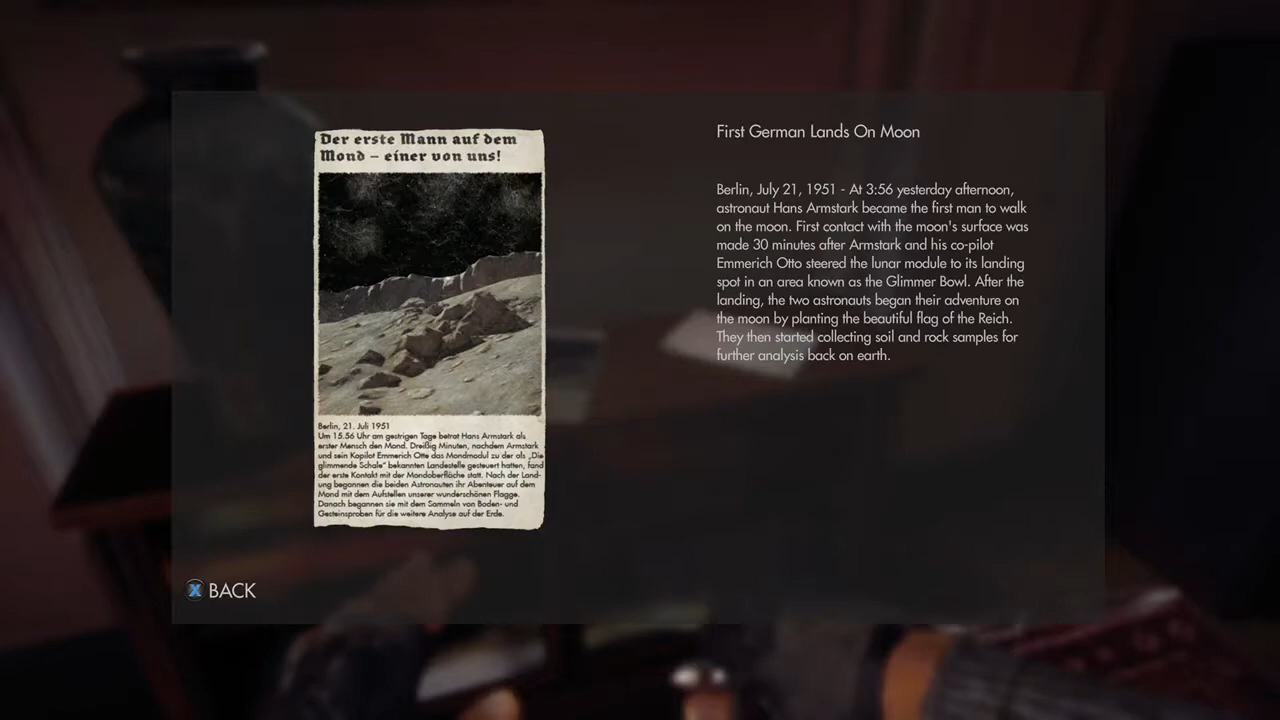 Der erste Mann auf dem
Mond – einer von uns!
Berlin, 21. Juli 1951
Um 15.56 Uhr am gestrigen Tage betrat Hans Armstark als
erster Mensch den Mond. Dreißig Minuten, nachdem Armstark
und sein Kopilot Emmerich Otto das Mondmodul zu der als „Die
glimmende Schale“ bekannten Landestelle gesteuert hatten, fand
der erste Kontakt mit der Mondoberfläche statt. Nach der Land-
ung begannen die beiden Astronauten ihr Abenteuer auf dem
Mond mit dem Aufstellen unserer wunderschönen Flagge.
Danach begannen sie mit dem Sammeln von Boden- und
Gesteinsproben für die weitere Analyse auf der Erde.
First German Lands On Moon
Berlin, July 21, 1951 - At 3:56 yesterday afternoon,
astronaut Hans Armstark became the first man to walk
on the moon. First contact with the moon's surface was
made 30 minutes after Armstark and his co-pilot
Emmerich Otto steered the lunar module to its landing
spot in an area known as the Glimmer Bowl. After the
landing, the two astronauts began their adventure on
the moon by planting the beautiful flag of the Reich.
They then started collecting soil and rock samples for
further analysis back on earth.
X BACK